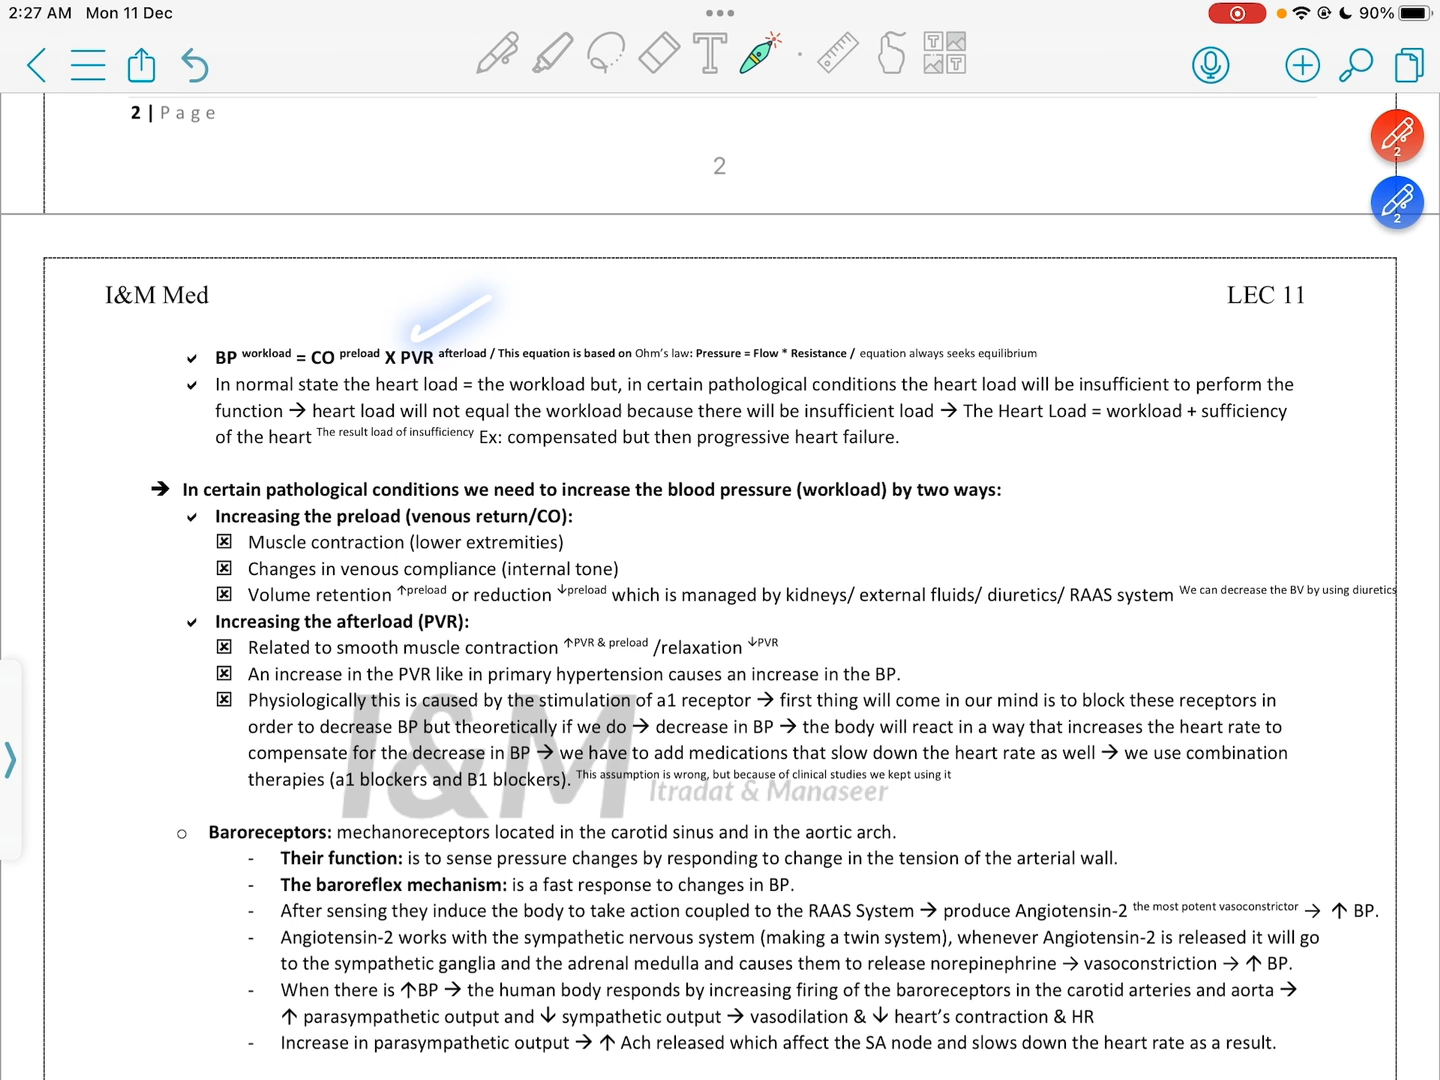 2:27 AM Mon 11 Dec
90%
2 | Page
2
I&M Med
LEC 11
✓ BP workload = CO preload X PVR afterload / This equation is based on Ohm's law: Pressure = Flow * Resistance / equation always seeks equilibrium
✓ In normal state the heart load = the workload but, in certain pathological conditions the heart load will be insufficient to perform the
function → heart load will not equal the workload because there will be insufficient load → The Heart Load = workload + sufficiency
of the heart The result load of insufficiency Ex: compensated but then progressive heart failure.
→ In certain pathological conditions we need to increase the blood pressure (workload) by two ways:
✓ Increasing the preload (venous return/CO):
☒ Muscle contraction (lower extremities)
☒ Changes in venous compliance (internal tone)
☒ Volume retention ↑preload or reduction ↓preload which is managed by kidneys/ external fluids/ diuretics/ RAAS system We can decrease the BV by using diuretics
✓ Increasing the afterload (PVR):
☒ Related to smooth muscle contraction ↑PVR & preload /relaxation ↓PVR
☒ An increase in the PVR like in primary hypertension causes an increase in the BP.
☒ Physiologically this is caused by the stimulation of a1 receptor → first thing will come in our mind is to block these receptors in
order to decrease BP but theoretically if we do → decrease in BP → the body will react in a way that increases the heart rate to
compensate for the decrease in BP → we have to add medications that slow down the heart rate as well → we use combination
therapies (a1 blockers and B1 blockers). This assumption is wrong, but because of clinical studies we kept using it
I&M
Itradat & Manaseer
○ Baroreceptors: mechanoreceptors located in the carotid sinus and in the aortic arch.
- Their function: is to sense pressure changes by responding to change in the tension of the arterial wall.
- The baroreflex mechanism: is a fast response to changes in BP.
- After sensing they induce the body to take action coupled to the RAAS System → produce Angiotensin-2 the most potent vasoconstrictor → ↑ BP.
- Angiotensin-2 works with the sympathetic nervous system (making a twin system), whenever Angiotensin-2 is released it will go
to the sympathetic ganglia and the adrenal medulla and causes them to release norepinephrine → vasoconstriction → ↑ BP.
- When there is ↑BP → the human body responds by increasing firing of the baroreceptors in the carotid arteries and aorta →
↑ parasympathetic output and ↓ sympathetic output → vasodilation & ↓ heart's contraction & HR
- Increase in parasympathetic output → ↑ Ach released which affect the SA node and slows down the heart rate as a result.